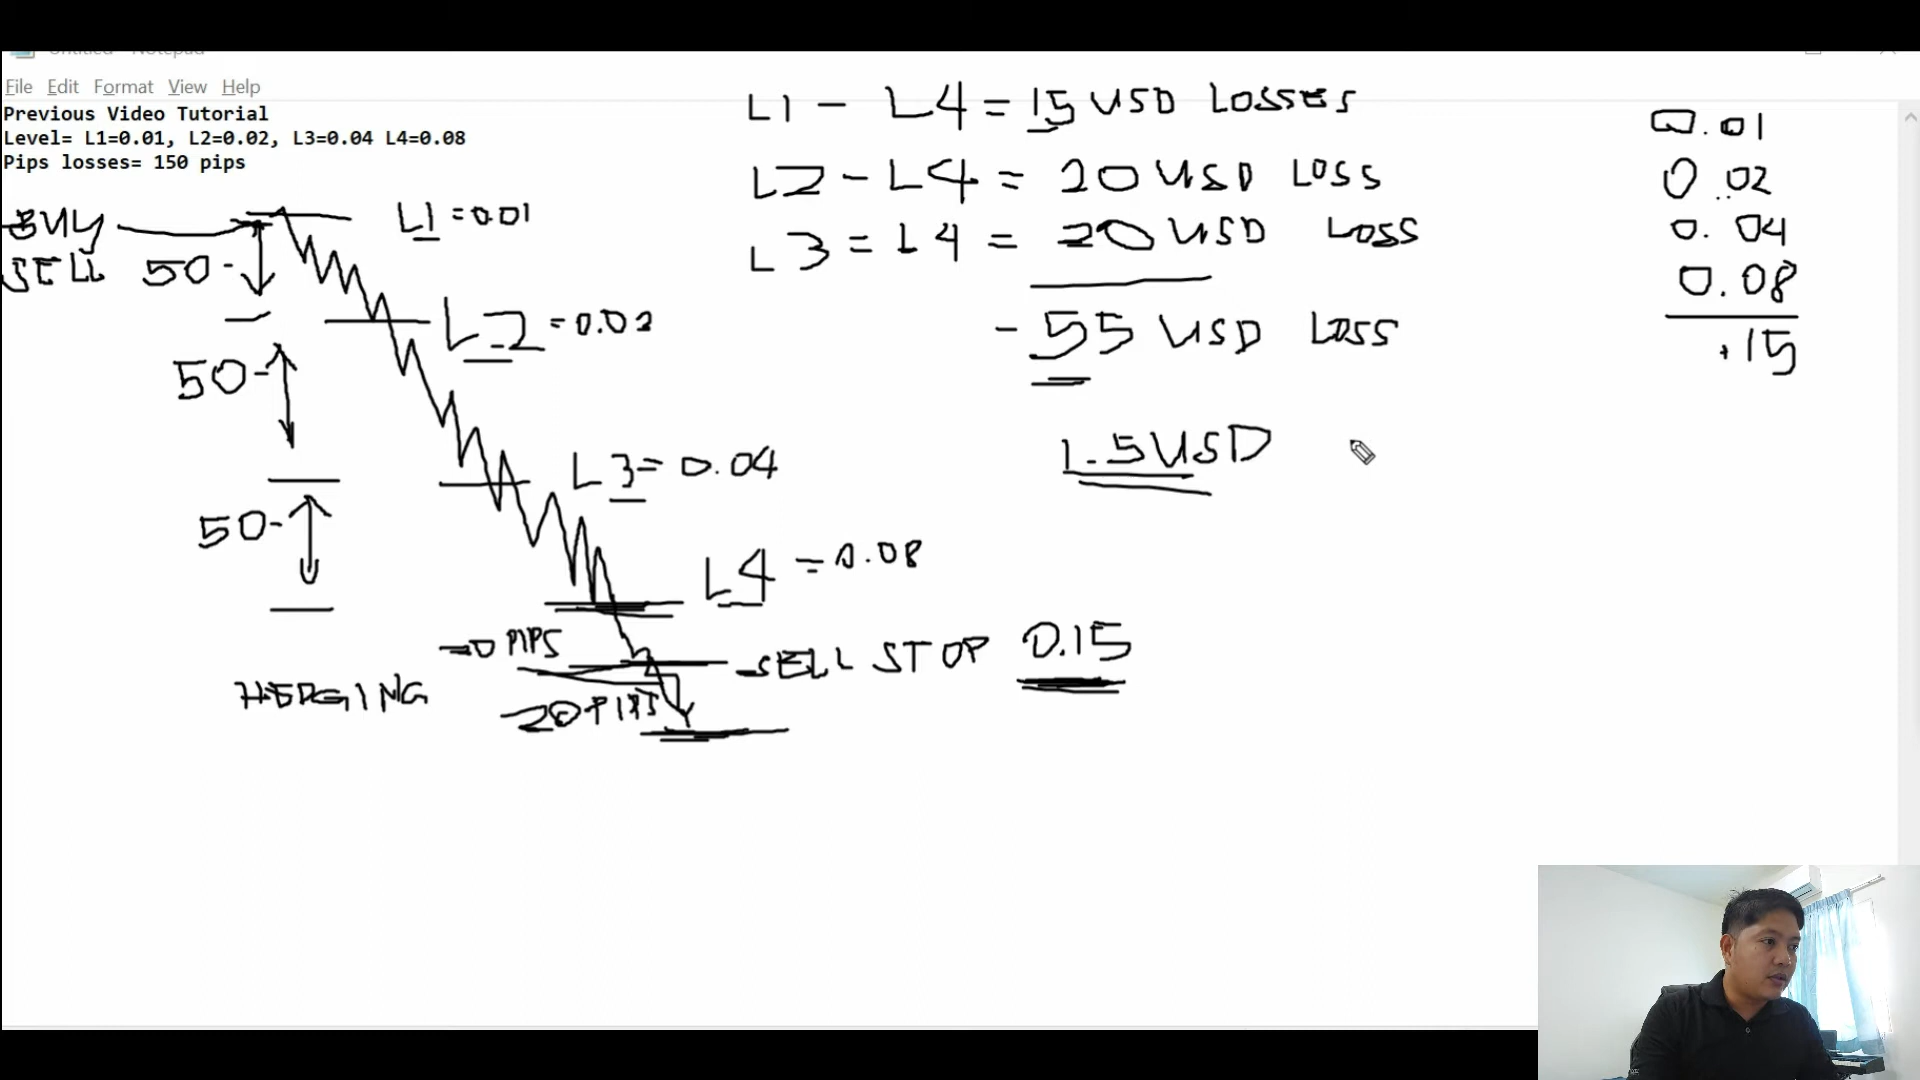 Untitled - Notepad
File Edit Format View Help
Previous Video Tutorial
Level= L1=0.01, L2=0.02, L3=0.04 L4=0.08
Pips losses= 150 pips
BUY
SELL
50-
L1 =0.01
50-
L2 =0.02
50-
L3= 0.04
L4 =0.08
PIPS
SELL STOP 0.15
HEDGING
20 PIPS
L1 - L4 = 15 USD LOSSES
L2 - L4 = 20 USD LOSS
L3 = L4 = 20 USD LOSS
- 55 USD LOSS
1.5 USD
0.01
0.02
0.04
0.08
.15